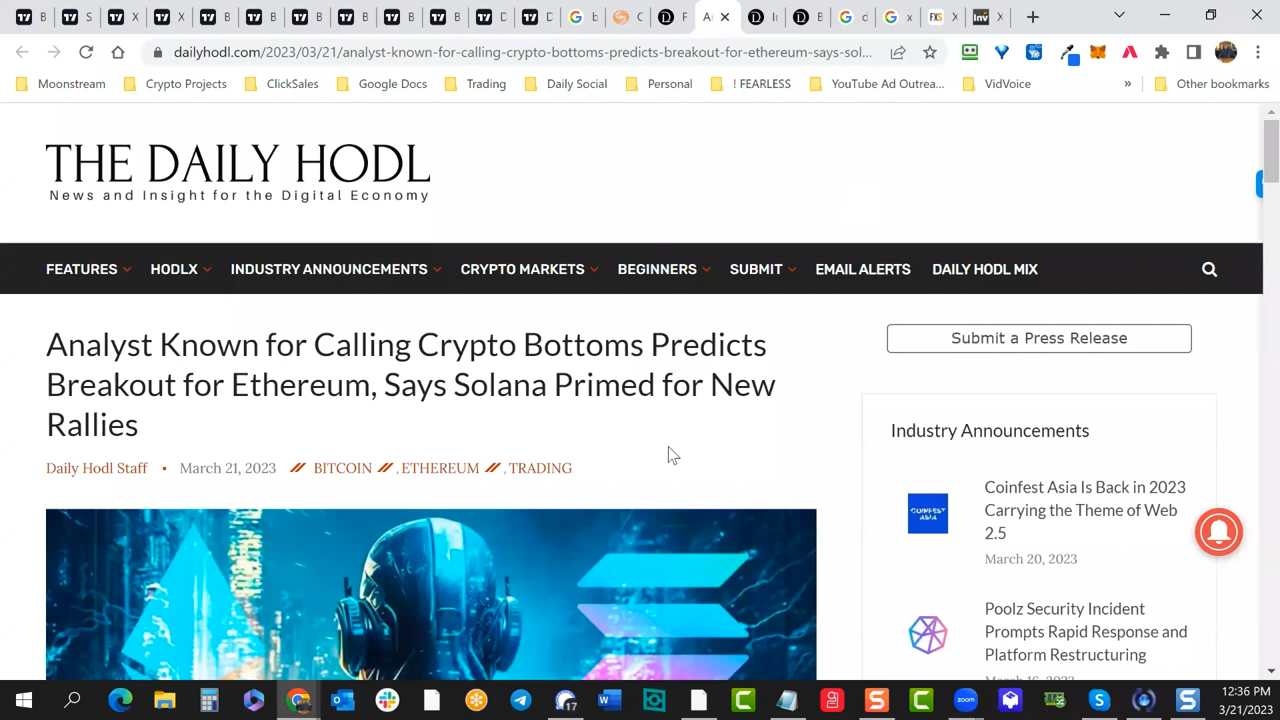 B
S
X
X
B
B
B
B
B
B
D
D
b
C
F
A
I
B
d
x
FXS X
Inv X
dailyhodl.com/2023/03/21/analyst-known-for-calling-crypto-bottoms-predicts-breakout-for-ethereum-says-sol...
Moonstream
Crypto Projects
ClickSales
Google Docs
Trading
Daily Social
Personal
! FEARLESS
YouTube Ad Outrea...
VidVoice
»
Other bookmarks
THE DAILY HODL
News and Insight for the Digital Economy
FEATURES HODLX INDUSTRY ANNOUNCEMENTS CRYPTO MARKETS BEGINNERS SUBMIT EMAIL ALERTS DAILY HODL MIX
Analyst Known for Calling Crypto Bottoms Predicts
Breakout for Ethereum, Says Solana Primed for New
Rallies
Daily Hodl Staff ▪ March 21, 2023 // BITCOIN // , ETHEREUM // , TRADING
Submit a Press Release
Industry Announcements
COINFEST
ASIA
Coinfest Asia Is Back in 2023
Carrying the Theme of Web
2.5
March 20, 2023
Poolz Security Incident
Prompts Rapid Response and
Platform Restructuring
17
12:36 PM
3/21/2023